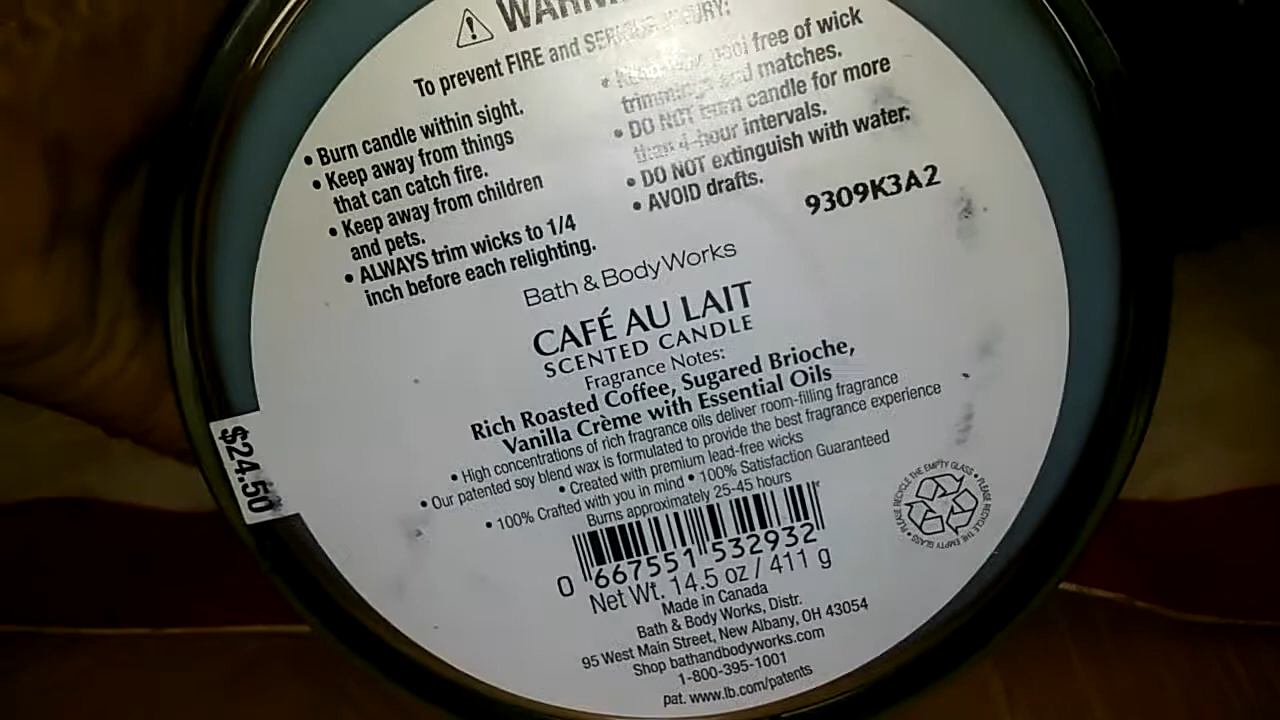 WARN
To prevent FIRE and SERIOUS INJURY:
• Burn candle within sight.
• Keep away from things
that can catch fire.
• Keep away from children
and pets.
• ALWAYS trim wicks to 1/4
inch before each relighting.
• pool free of wick
trimmings and matches.
• DO NOT burn candle for more
than 4-hour intervals.
• DO NOT extinguish with water.
• AVOID drafts.
9309K3A2
Bath & Body Works
CAFÉ AU LAIT
SCENTED CANDLE
Fragrance Notes:
Rich Roasted Coffee, Sugared Brioche,
Vanilla Crème with Essential Oils
• High concentrations of rich fragrance oils deliver room-filling fragrance
• Our patented soy blend wax is formulated to provide the best fragrance experience
• Created with premium lead-free wicks
• 100% Crafted with you in mind • 100% Satisfaction Guaranteed
Burns approximately 25-45 hours
0 667551 532932
Net Wt. 14.5 oz / 411 g
Made in Canada
Bath & Body Works, Distr.
95 West Main Street, New Albany, OH 43054
Shop bathandbodyworks.com
1-800-395-1001
pat. www.lb.com/patents
$24.50
PLEASE RECYCLE THE EMPTY GLASS • PLEASE RECYCLE THE EMPTY GLASS •